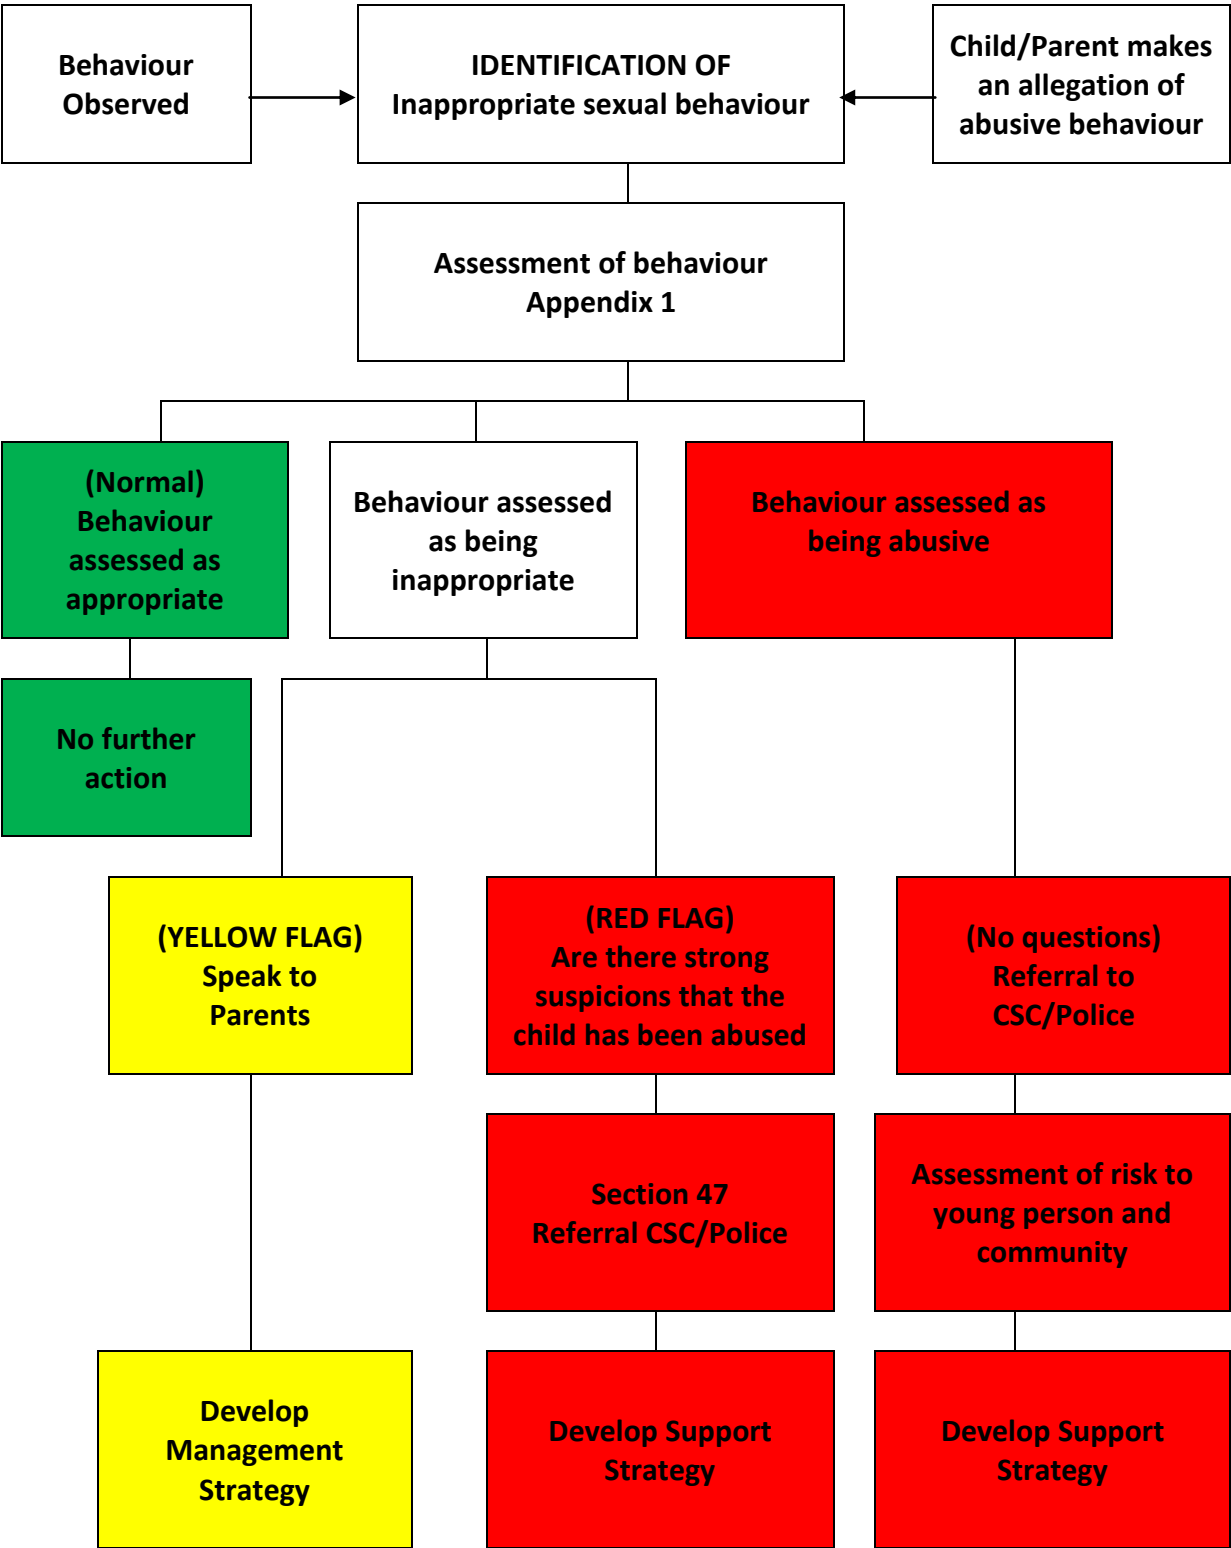 Behaviour
Observed
IDENTIFICATION OF
Inappropriate sexual behaviour
Child/Parent makes
an allegation of
abusive behaviour
Assessment of behaviour
Appendix 1
(Normal)
Behaviour
assessed as
appropriate
Behaviour assessed
as being
inappropriate
Behaviour assessed as
being abusive
No further
action
(YELLOW FLAG)
Speak to
Parents
(RED FLAG)
Are there strong
suspicions that the
child has been abused
(No questions)
Referral to
CSC/Police
Section 47
Referral CSC/Police
Assessment of risk to
young person and
community
Develop
Management
Strategy
Develop Support
Strategy
Develop Support
Strategy